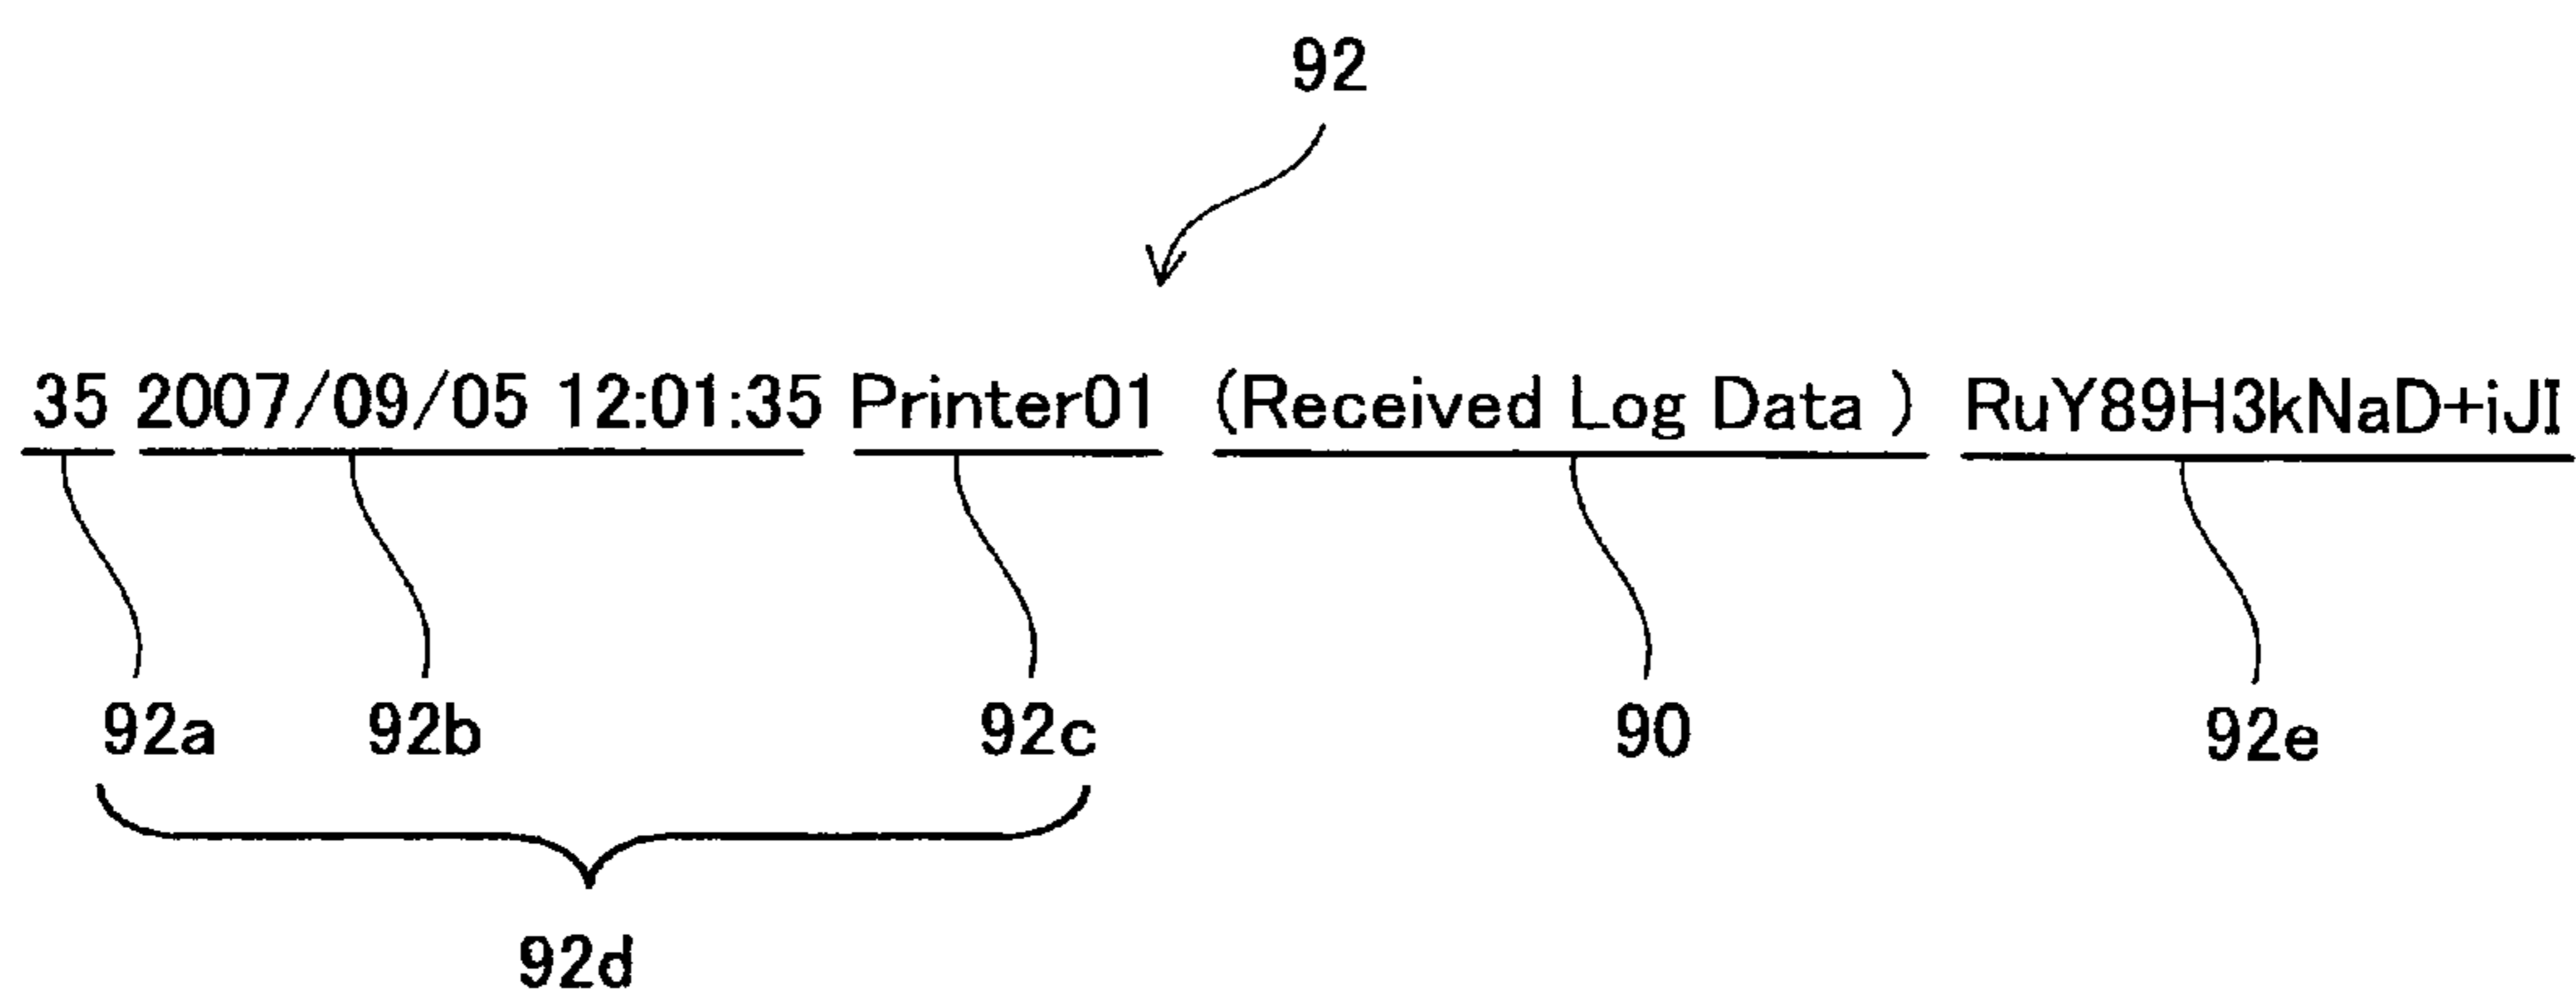 92
35 2007/09/05 12:01:35 Printer01 (Received Log Data ) RuY89H3kNaD+iJI
92a 92b 92c 90 92e
92d